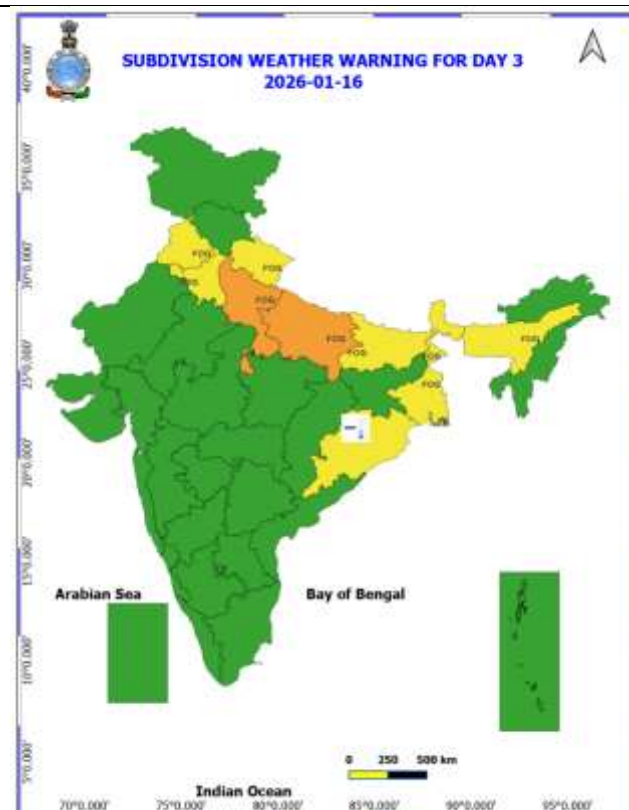 SUBDIVISION WEATHER WARNING FOR DAY 3
2026-01-16
40°0.000'
35°0.000'
30°0.000'
25°0.000'
20°0.000'
15°0.000'
10°0.000'
5°0.000'
FOG
FOG
FOG
FOG
FOG
FOG
FOG
FOG
FOG
Arabian Sea
Bay of Bengal
0 250 500 km
Indian Ocean
70°0.000' 75°0.000' 80°0.000' 85°0.000' 90°0.000' 95°0.000'